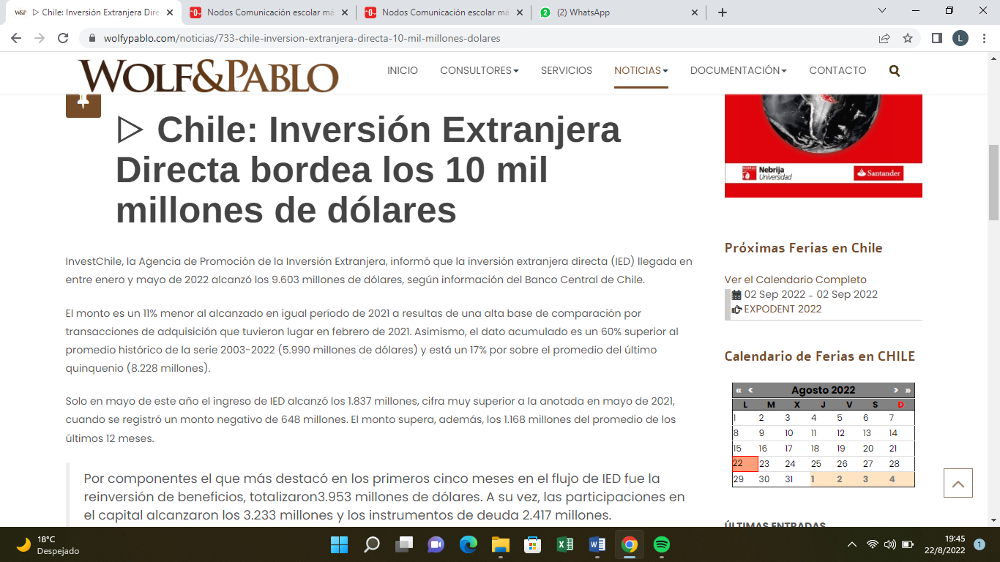 ▷ Chile: Inversión Extranjera Dire
Nodos Comunicación escolar má
Nodos Comunicación escolar má
(2) WhatsApp
wolfypablo.com/noticias/733-chile-inversion-extranjera-directa-10-mil-millones-dolares
L
WOLF&PABLO
INICIO
CONSULTORES
SERVICIOS
NOTICIAS
DOCUMENTACIÓN
CONTACTO
▷ Chile: Inversión Extranjera
Directa bordea los 10 mil
millones de dólares
InvestChile, la Agencia de Promoción de la Inversión Extranjera, informó que la inversión extranjera directa (IED) llegada en
entre enero y mayo de 2022 alcanzó los 9.603 millones de dólares, según información del Banco Central de Chile.
El monto es un 11% menor al alcanzado en igual período de 2021 a resultas de una alta base de comparación por
transacciones de adquisición que tuvieron lugar en febrero de 2021. Asimismo, el dato acumulado es un 60% superior al
promedio histórico de la serie 2003-2022 (5.990 millones de dólares) y está un 17% por sobre el promedio del último
quinquenio (8.228 millones).
Solo en mayo de este año el ingreso de IED alcanzó los 1.837 millones, cifra muy superior a la anotada en mayo de 2021,
cuando se registró un monto negativo de 648 millones. El monto supera, además, los 1.168 millones del promedio de los
últimos 12 meses.
Por componentes el que más destacó en los primeros cinco meses en el flujo de IED fue la
reinversión de beneficios, totalizaron3.953 millones de dólares. A su vez, las participaciones en
el capital alcanzaron los 3.233 millones y los instrumentos de deuda 2.417 millones.
Nebrija
Universidad
Santander
Próximas Ferias en Chile
Ver el Calendario Completo
02 Sep 2022 - 02 Sep 2022
EXPODENT 2022
Calendario de Ferias en CHILE
« ‹ Agosto 2022 › »
L M X J V S D
1 2 3 4 5 6 7
8 9 10 11 12 13 14
15 16 17 18 19 20 21
22 23 24 25 26 27 28
29 30 31 1 2 3 4
ÚLTIMAS ENTRADAS
18°C
Despejado
19:45
22/8/2022
1